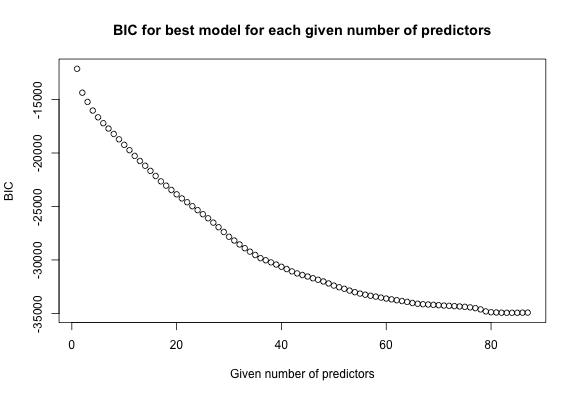 BIC for best model for each given number of predictors
BIC
-15000
-20000
-25000
-30000
-35000
0 20 40 60 80
Given number of predictors